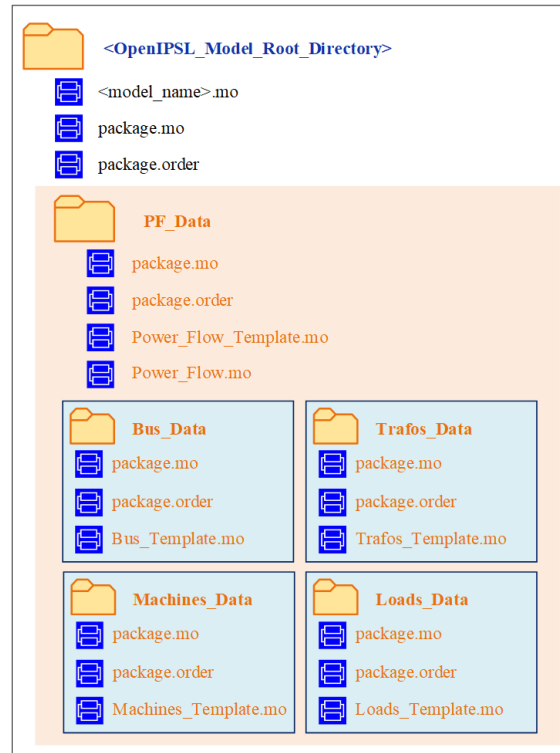 <OpenIPSL_Model_Root_Directory>
<model_name>.mo
package.mo
package.order
PF_Data
package.mo
package.order
Power_Flow_Template.mo
Power_Flow.mo
Bus_Data
package.mo
package.order
Bus_Template.mo
Trafos_Data
package.mo
package.order
Trafos_Template.mo
Machines_Data
package.mo
package.order
Machines_Template.mo
Loads_Data
package.mo
package.order
Loads_Template.mo